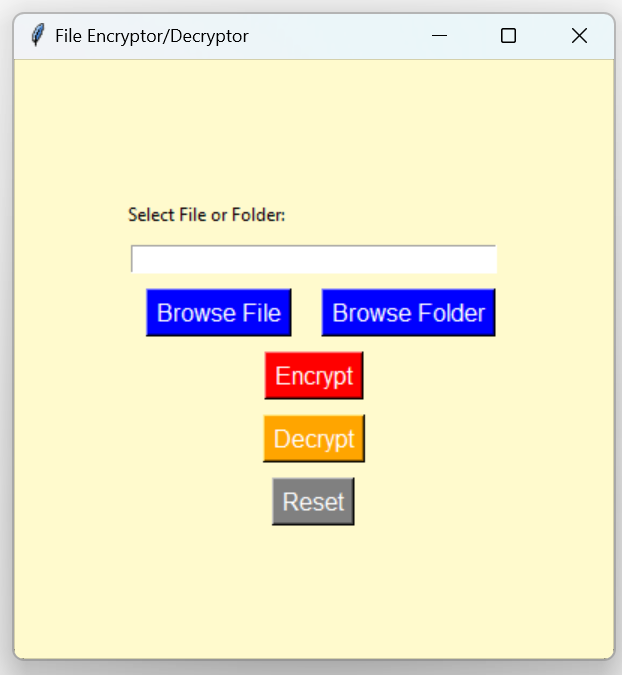 File Encryptor/Decryptor
Select File or Folder:
Browse File Browse Folder
Encrypt
Decrypt
Reset